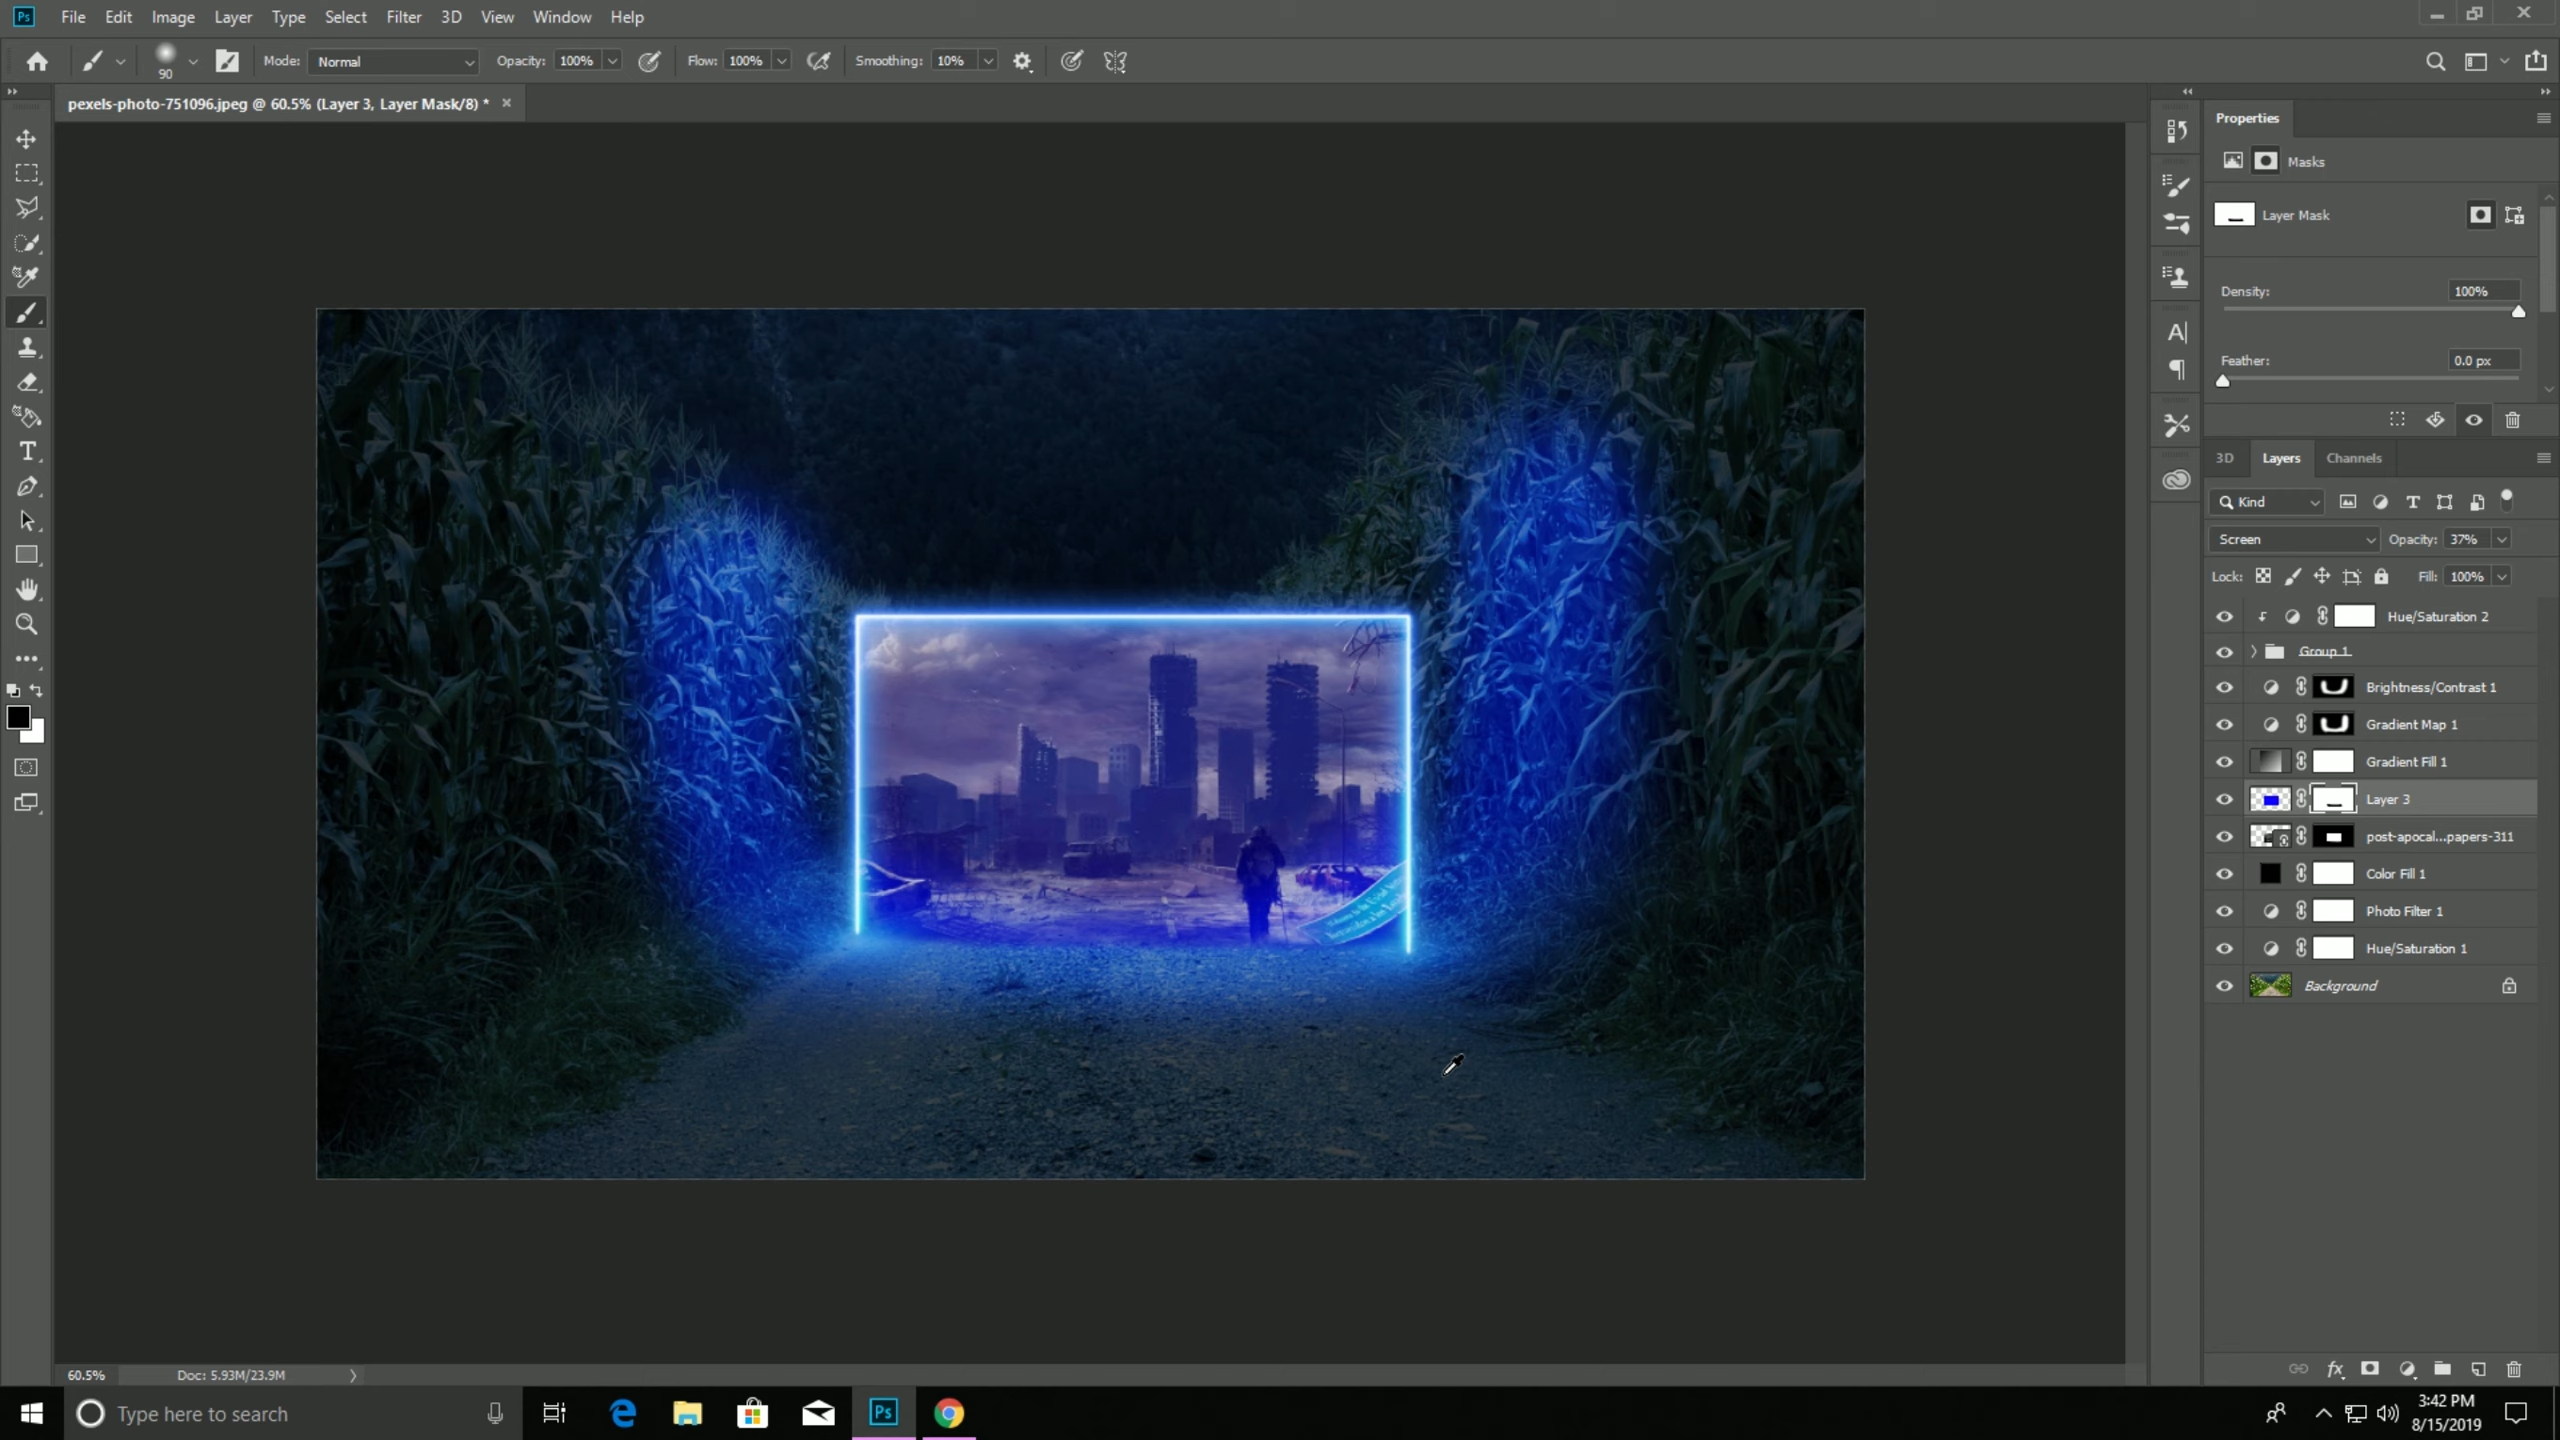 Ps File Edit Image Layer Type Select Filter 3D View Window Help
90 Mode: Normal Opacity: 100% Flow: 100% Smoothing: 10%
pexels-photo-751096.jpeg @ 60.5% (Layer 3, Layer Mask/8) * ×
Properties
Masks
Layer Mask
Density: 100%
Feather: 0.0 px
3D Layers Channels
Kind
Screen Opacity: 37%
Lock: Fill: 100%
Hue/Saturation 2
Group 1
Brightness/Contrast 1
Gradient Map 1
Gradient Fill 1
Layer 3
post-apocal...papers-311
Color Fill 1
Photo Filter 1
Hue/Saturation 1
Background
60.5% Doc: 5.93M/23.9M
Type here to search
Ps
3:42 PM
8/15/2019